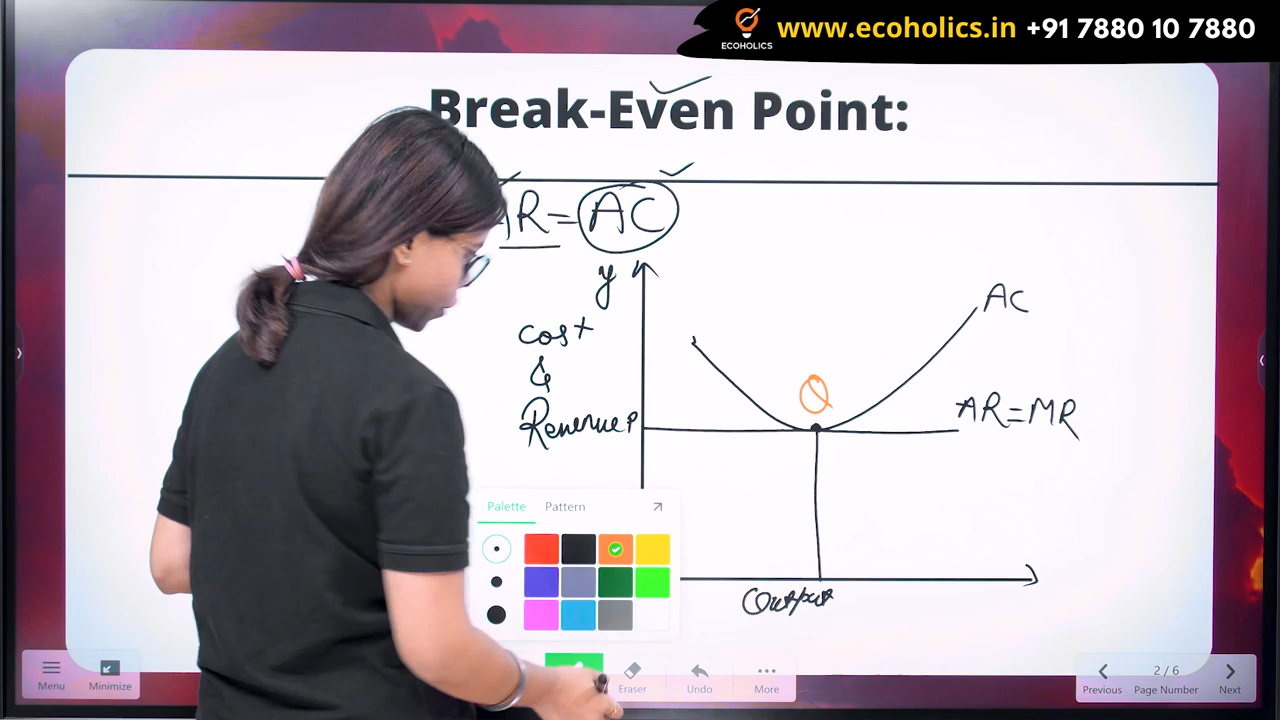 ECOHOLICS
www.ecoholics.in +91 7880 10 7880
Break-Even Point:
AR = AC
y
Cost
&
Revenue P
AC
Q
AR=MR
Palette Pattern
Output
Menu Minimize
Eraser Undo More
Previous 2/6 Page Number Next